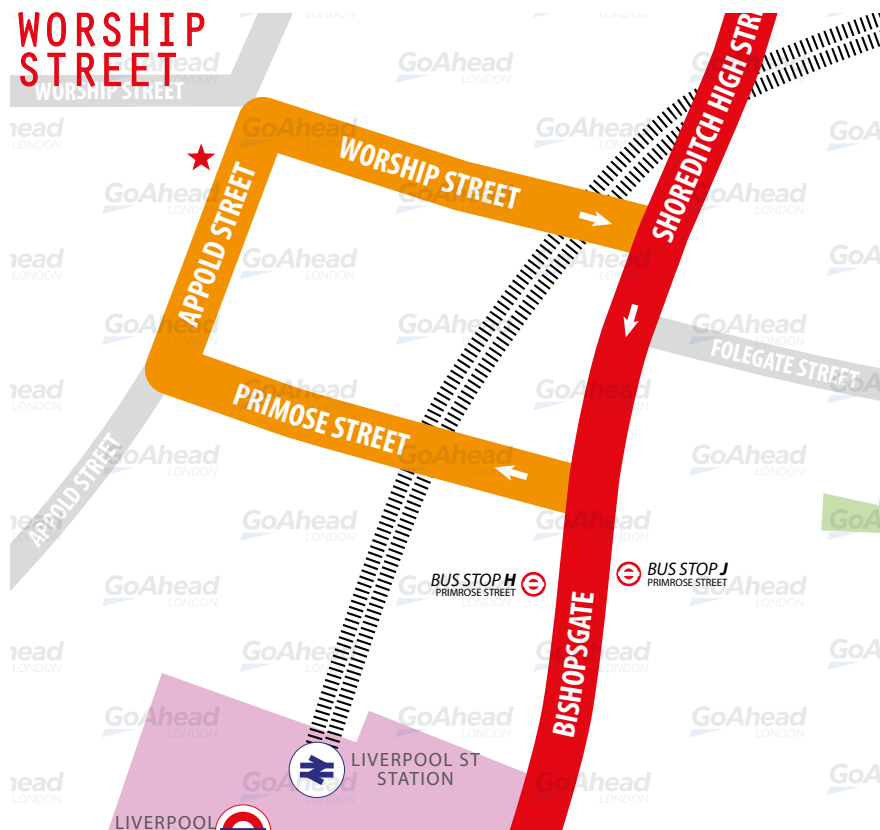 WORSHIP
STREET
WORSHIP STREET
WORSHIP STREET
SHOREDITCH HIGH STR
APPOLD STREET
FOLEGATE STREET
PRIMOSE STREET
APPOLD STREET
BUS STOP H
PRIMROSE STREET
BUS STOP J
PRIMROSE STREET
BISHOPSGATE
LIVERPOOL ST
STATION
LIVERPOOL
GoAhead
LONDON